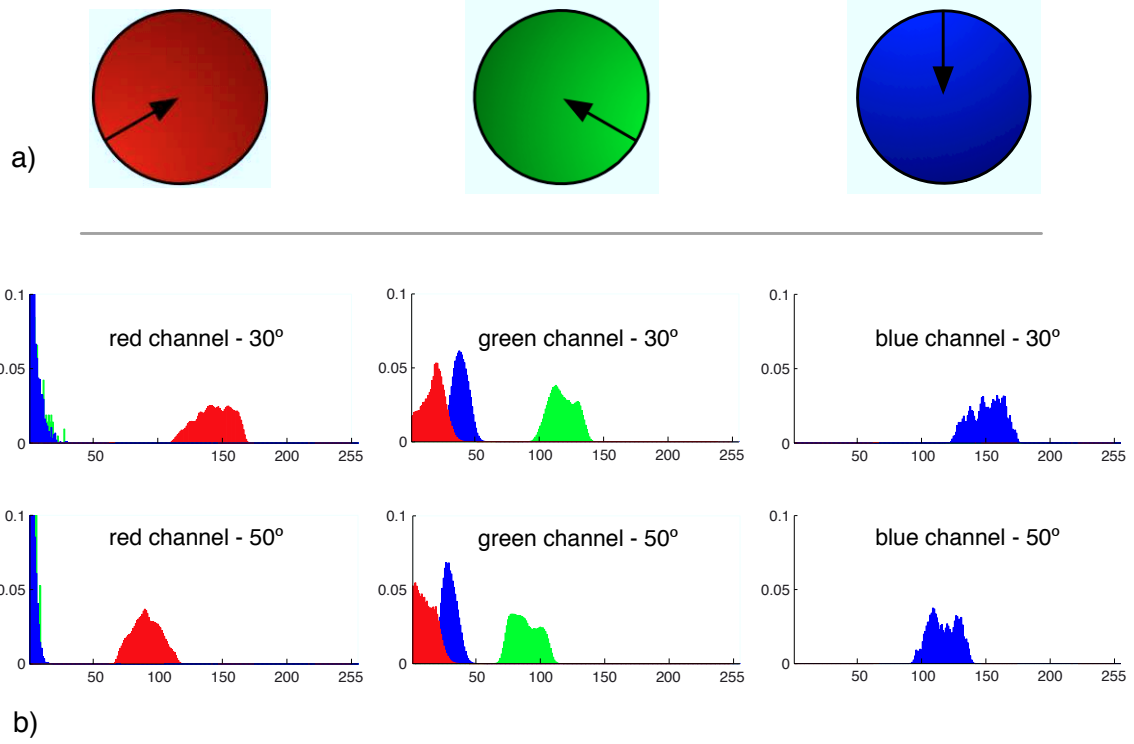 a)
0.1
red channel - 30º
0.05
0
50 100 150 200 255
0.1
green channel - 30º
0.05
0
50 100 150 200 255
0.1
blue channel - 30º
0.05
0
50 100 150 200 255
0.1
red channel - 50º
0.05
0
50 100 150 200 255
0.1
green channel - 50º
0.05
0
50 100 150 200 255
0.1
blue channel - 50º
0.05
0
50 100 150 200 255
b)